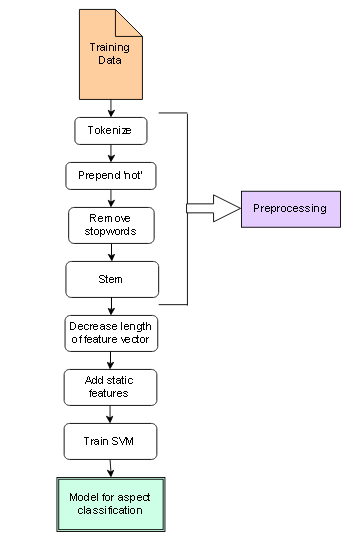 Training
Data
Tokenize
Prepend 'not'
Remove
stopwords
Stem
Preprocessing
Decrease length
of feature vector
Add static
features
Train SVM
Model for aspect
classification